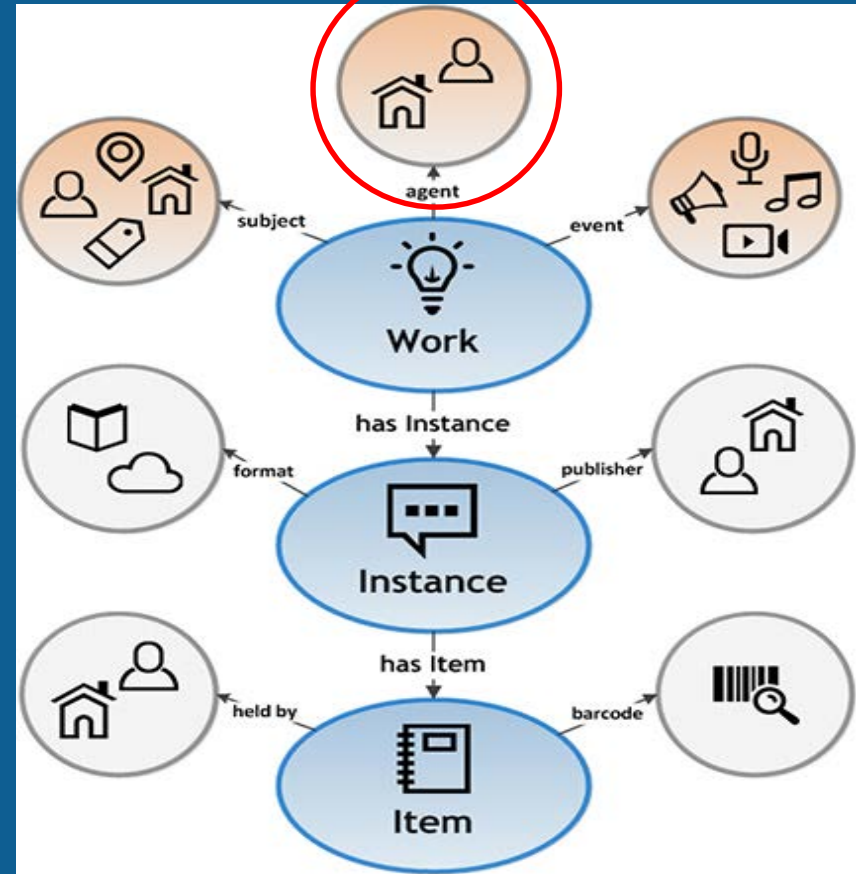 agent
subject
event
Work
has Instance
format
publisher
Instance
has Item
held by
barcode
Item